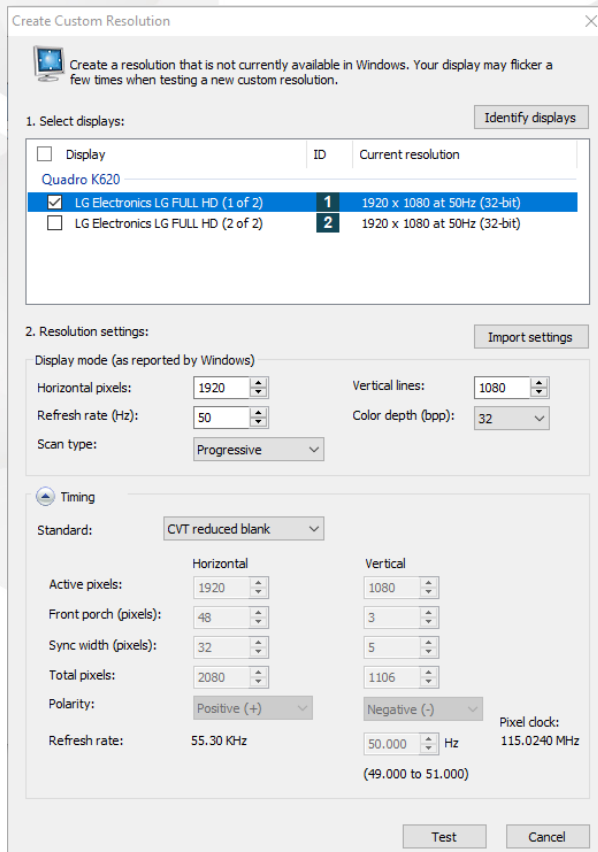 Create Custom Resolution
Create a resolution that is not currently available in Windows. Your display may flicker a
few times when testing a new custom resolution.
1. Select displays:
Identify displays
Display ID Current resolution
Quadro K620
LG Electronics LG FULL HD (1 of 2) 1 1920 x 1080 at 50Hz (32-bit)
LG Electronics LG FULL HD (2 of 2) 2 1920 x 1080 at 50Hz (32-bit)
2. Resolution settings:
Import settings
Display mode (as reported by Windows)
Horizontal pixels: 1920 Vertical lines: 1080
Refresh rate (Hz): 50 Color depth (bpp): 32
Scan type: Progressive
Timing
Standard: CVT reduced blank
Horizontal Vertical
Active pixels: 1920 1080
Front porch (pixels): 48 3
Sync width (pixels): 32 5
Total pixels: 2080 1106
Polarity: Positive (+) Negative (-)
Pixel clock:
Refresh rate: 55.30 KHz 50.000 Hz 115.0240 MHz
(49.000 to 51.000)
Test Cancel